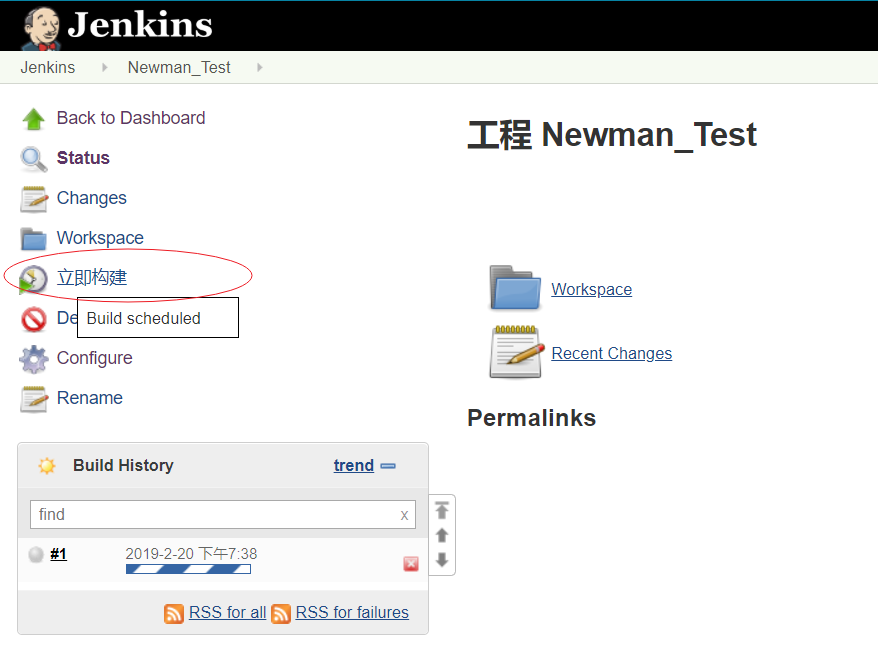 Jenkins
Jenkins Newman_Test
Back to Dashboard
Status
Changes
Workspace
立即构建
De
Build scheduled
Configure
Rename
工程 Newman_Test
Workspace
Recent Changes
Permalinks
Build History trend
find x
#1 2019-2-20 下午7:38
RSS for all RSS for failures